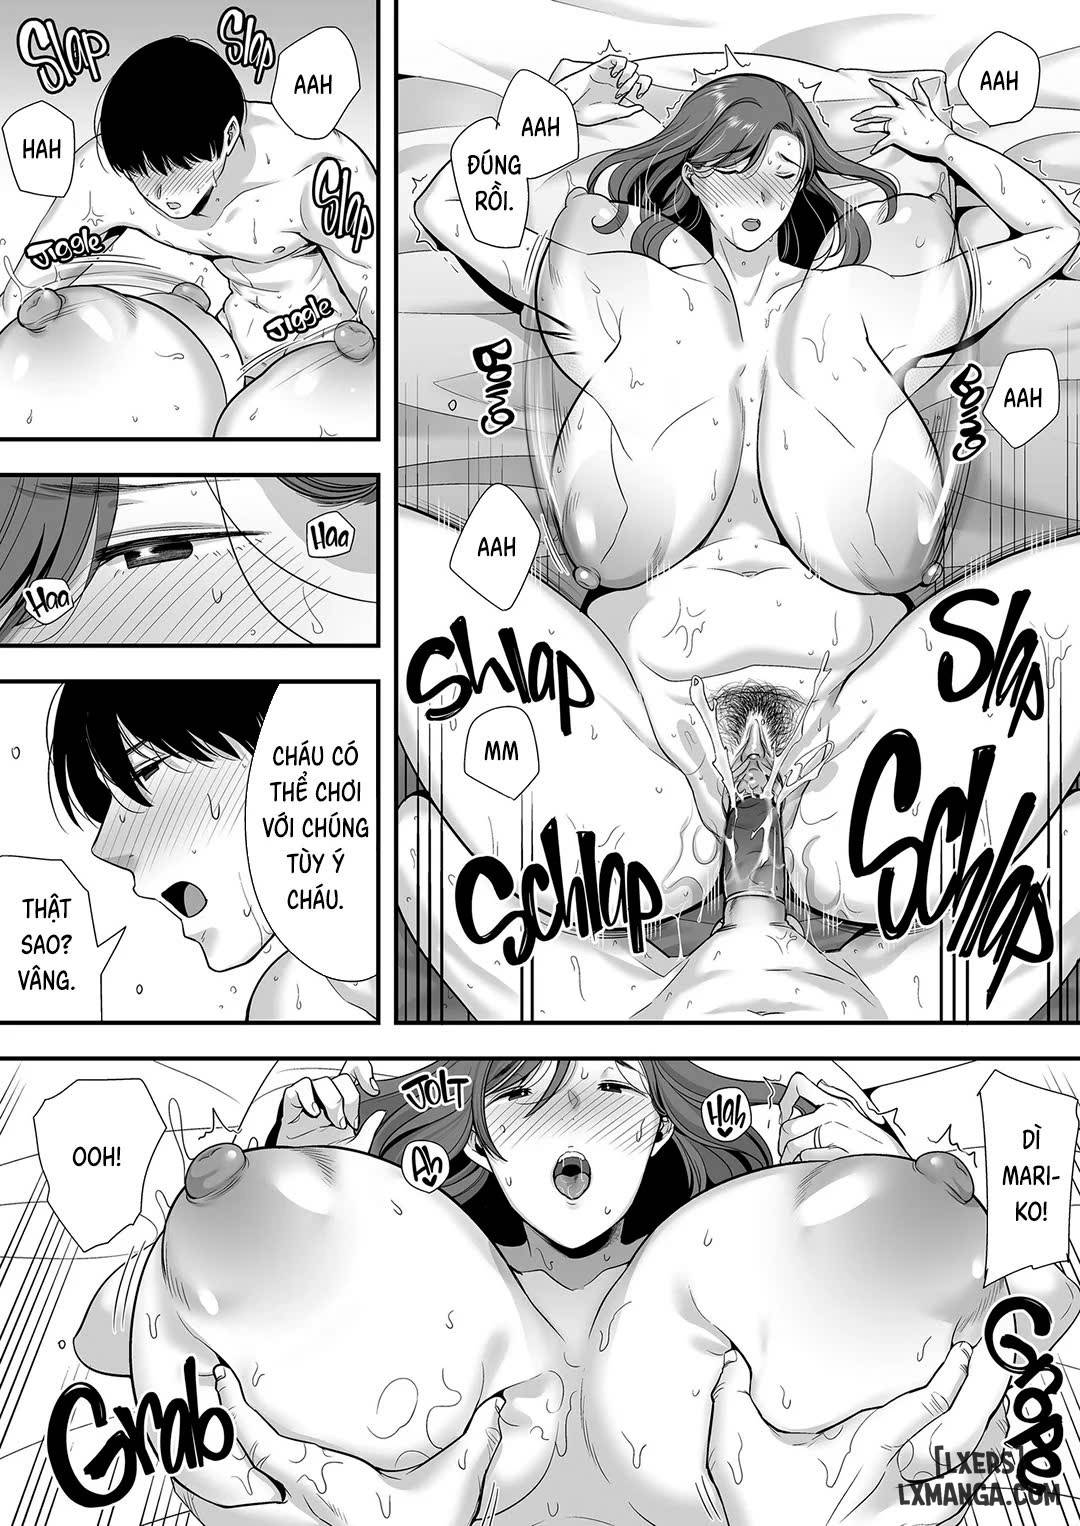 Slap
Slap
AAH
HAH
Slap
Jiggle
Jiggle
AAH
AAH
ĐÚNG
RỒI.
Boing
Boing
AAH
AAH
Haa
Haa
Shlap
Slap
MM
Schlap
Schlap
CHÁU CÓ
THỂ CHƠI
VỚI CHÚNG
TÙY Ý
CHÁU.
THẬT
SAO?
VÂNG.
OOH!
JOLT
Ah
Hah
DÌ
MARI-
KO!
Grab
Grope
[LXERS]
LXMANGA.COM